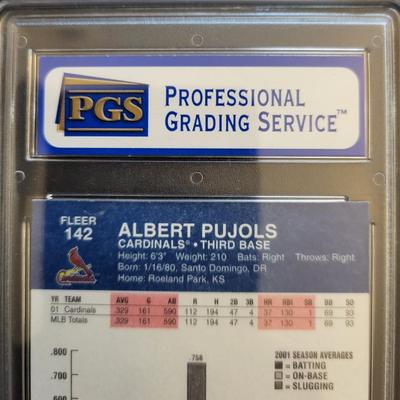 PGS PROFESSIONAL
GRADING SERVICE™
FLEER
142
ALBERT PUJOLS
CARDINALS® • THIRD BASE
Height: 6'3" Weight: 210 Bats: Right Throws: Right
Born: 1/16/80, Santo Domingo, DR
Home: Roeland Park, KS
YR TEAM AVG G AB R H 2B 3B HR RBI SB BB SO
01 Cardinals .329 161 590 112 194 47 4 37 130 1 69 93
MLB Totals .329 161 590 112 194 47 4 37 130 1 69 93
.800
.700
.600
.758
2001 SEASON AVERAGES
= BATTING
= ON-BASE
= SLUGGING